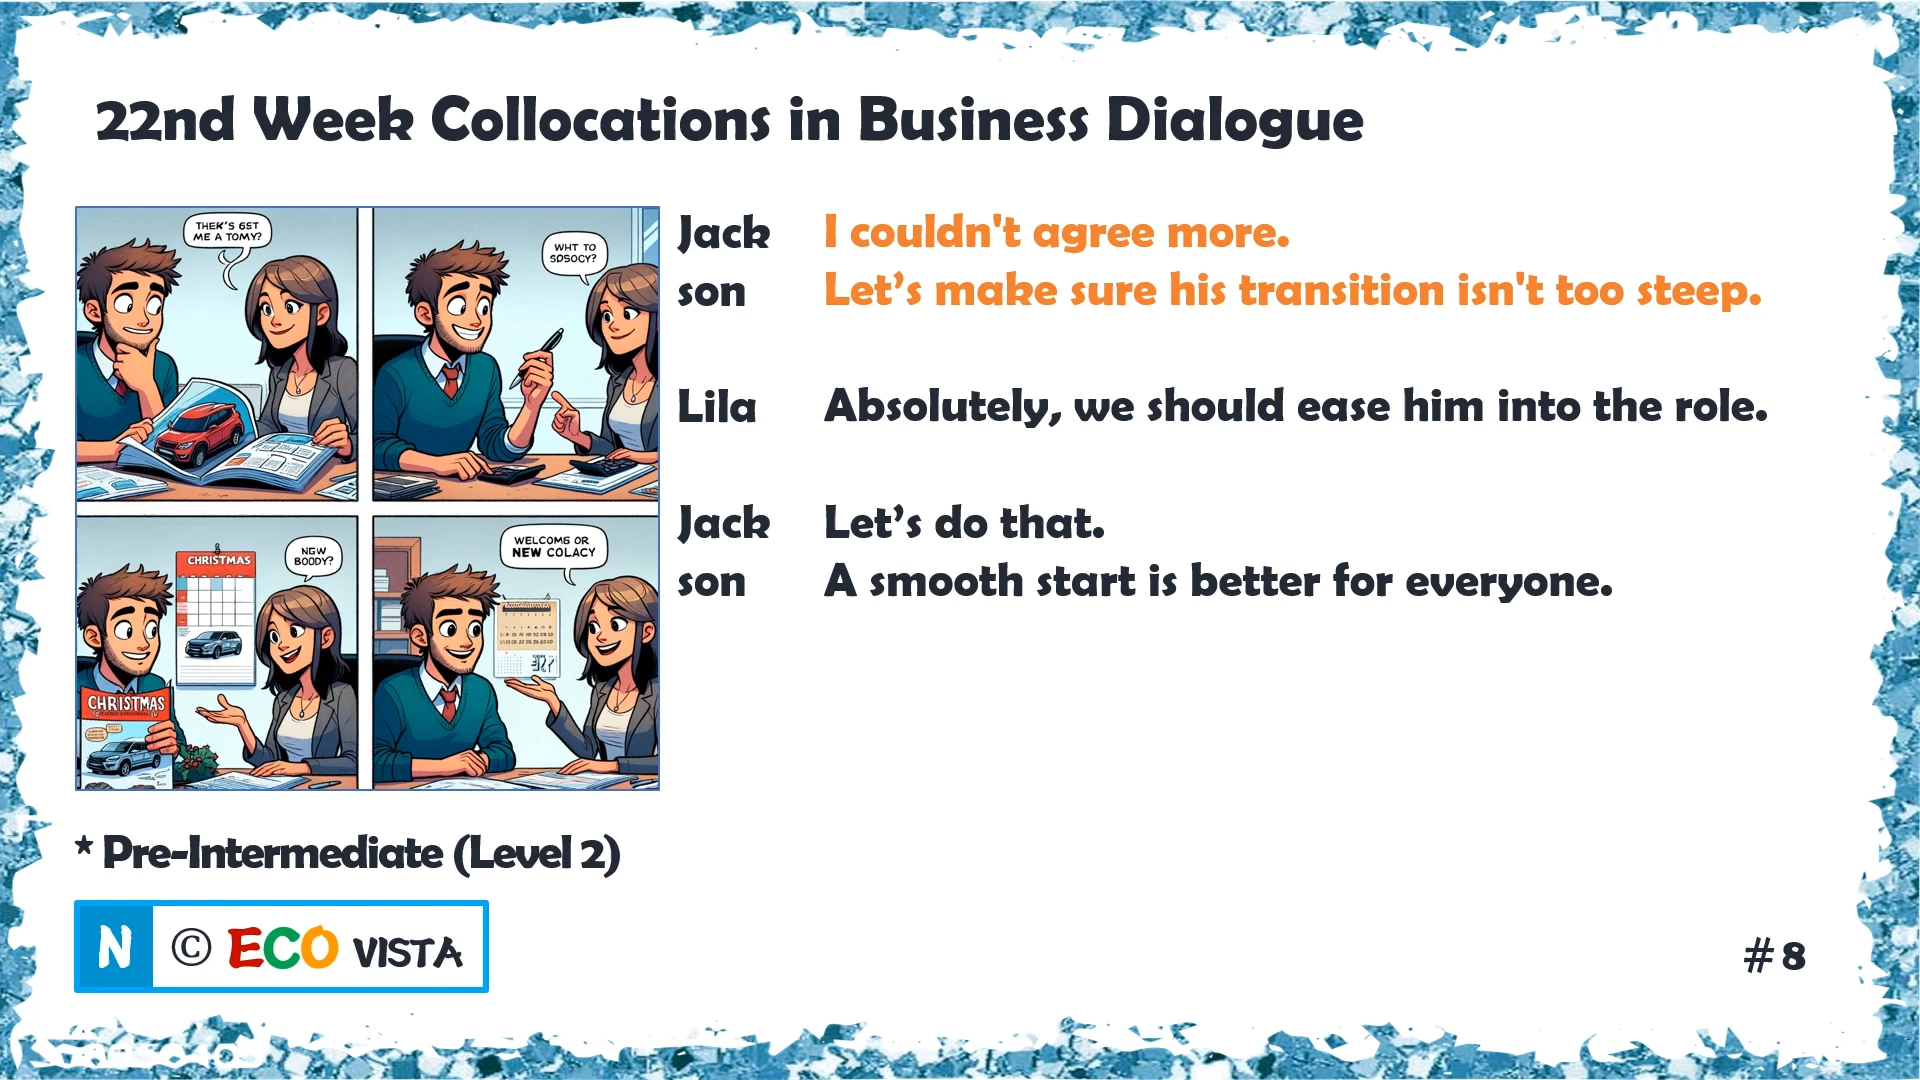 22nd Week Collocations in Business Dialogue
THEK'S GET
ME A TOMY?
WHT TO
SDSOCY?
CHRISTMAS
NGW
BOODY?
CHRISTMAS
WELCOMG OR
NEW COLACY
Jack I couldn't agree more.
son Let’s make sure his transition isn't too steep.
Lila Absolutely, we should ease him into the role.
Jack Let’s do that.
son A smooth start is better for everyone.
* Pre-Intermediate (Level 2)
N © ECO VISTA
# 8